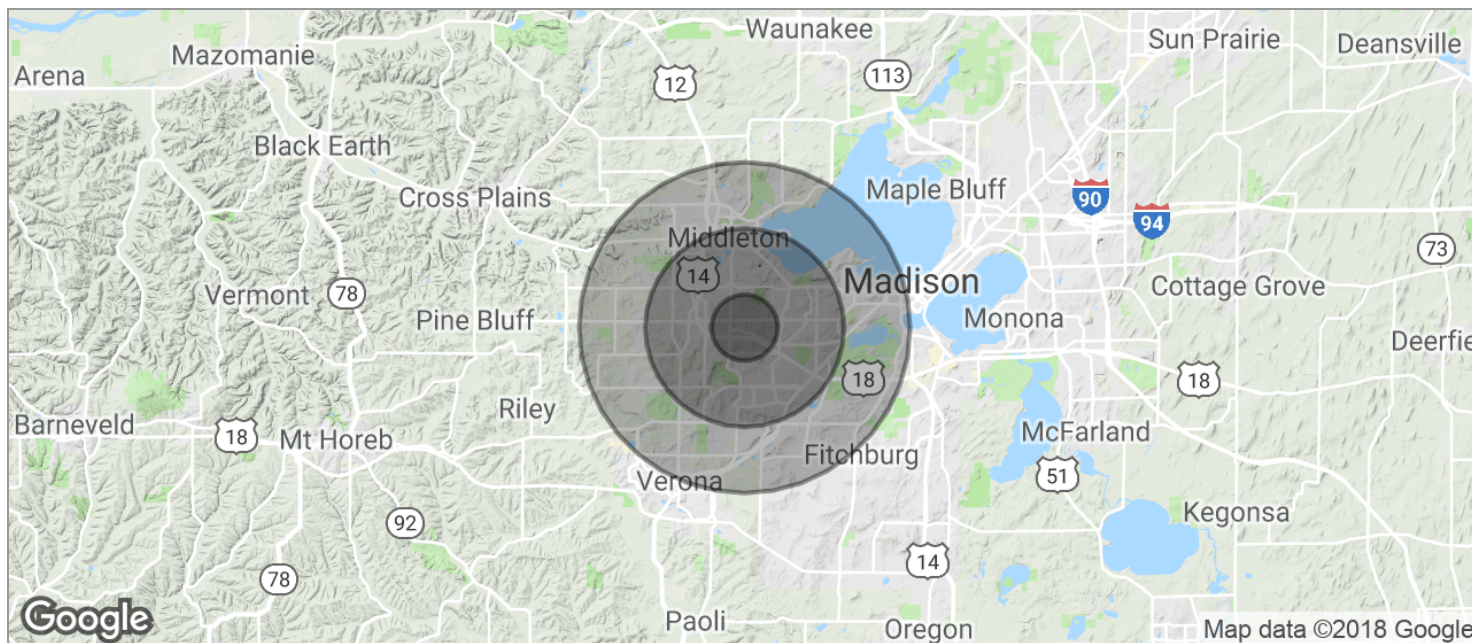 Waunakee
Sun Prairie
Deansville
Mazomanie
Arena
12
113
Black Earth
Cross Plains
Maple Bluff
90
94
Middleton
73
14
Madison
Vermont
78
Cottage Grove
Pine Bluff
Monona
Deerfie
18
18
Riley
Barneveld
18
Mt Horeb
McFarland
Fitchburg
51
Verona
92
Kegonsa
14
78
Google
Paoli
Oregon
Map data ©2018 Google